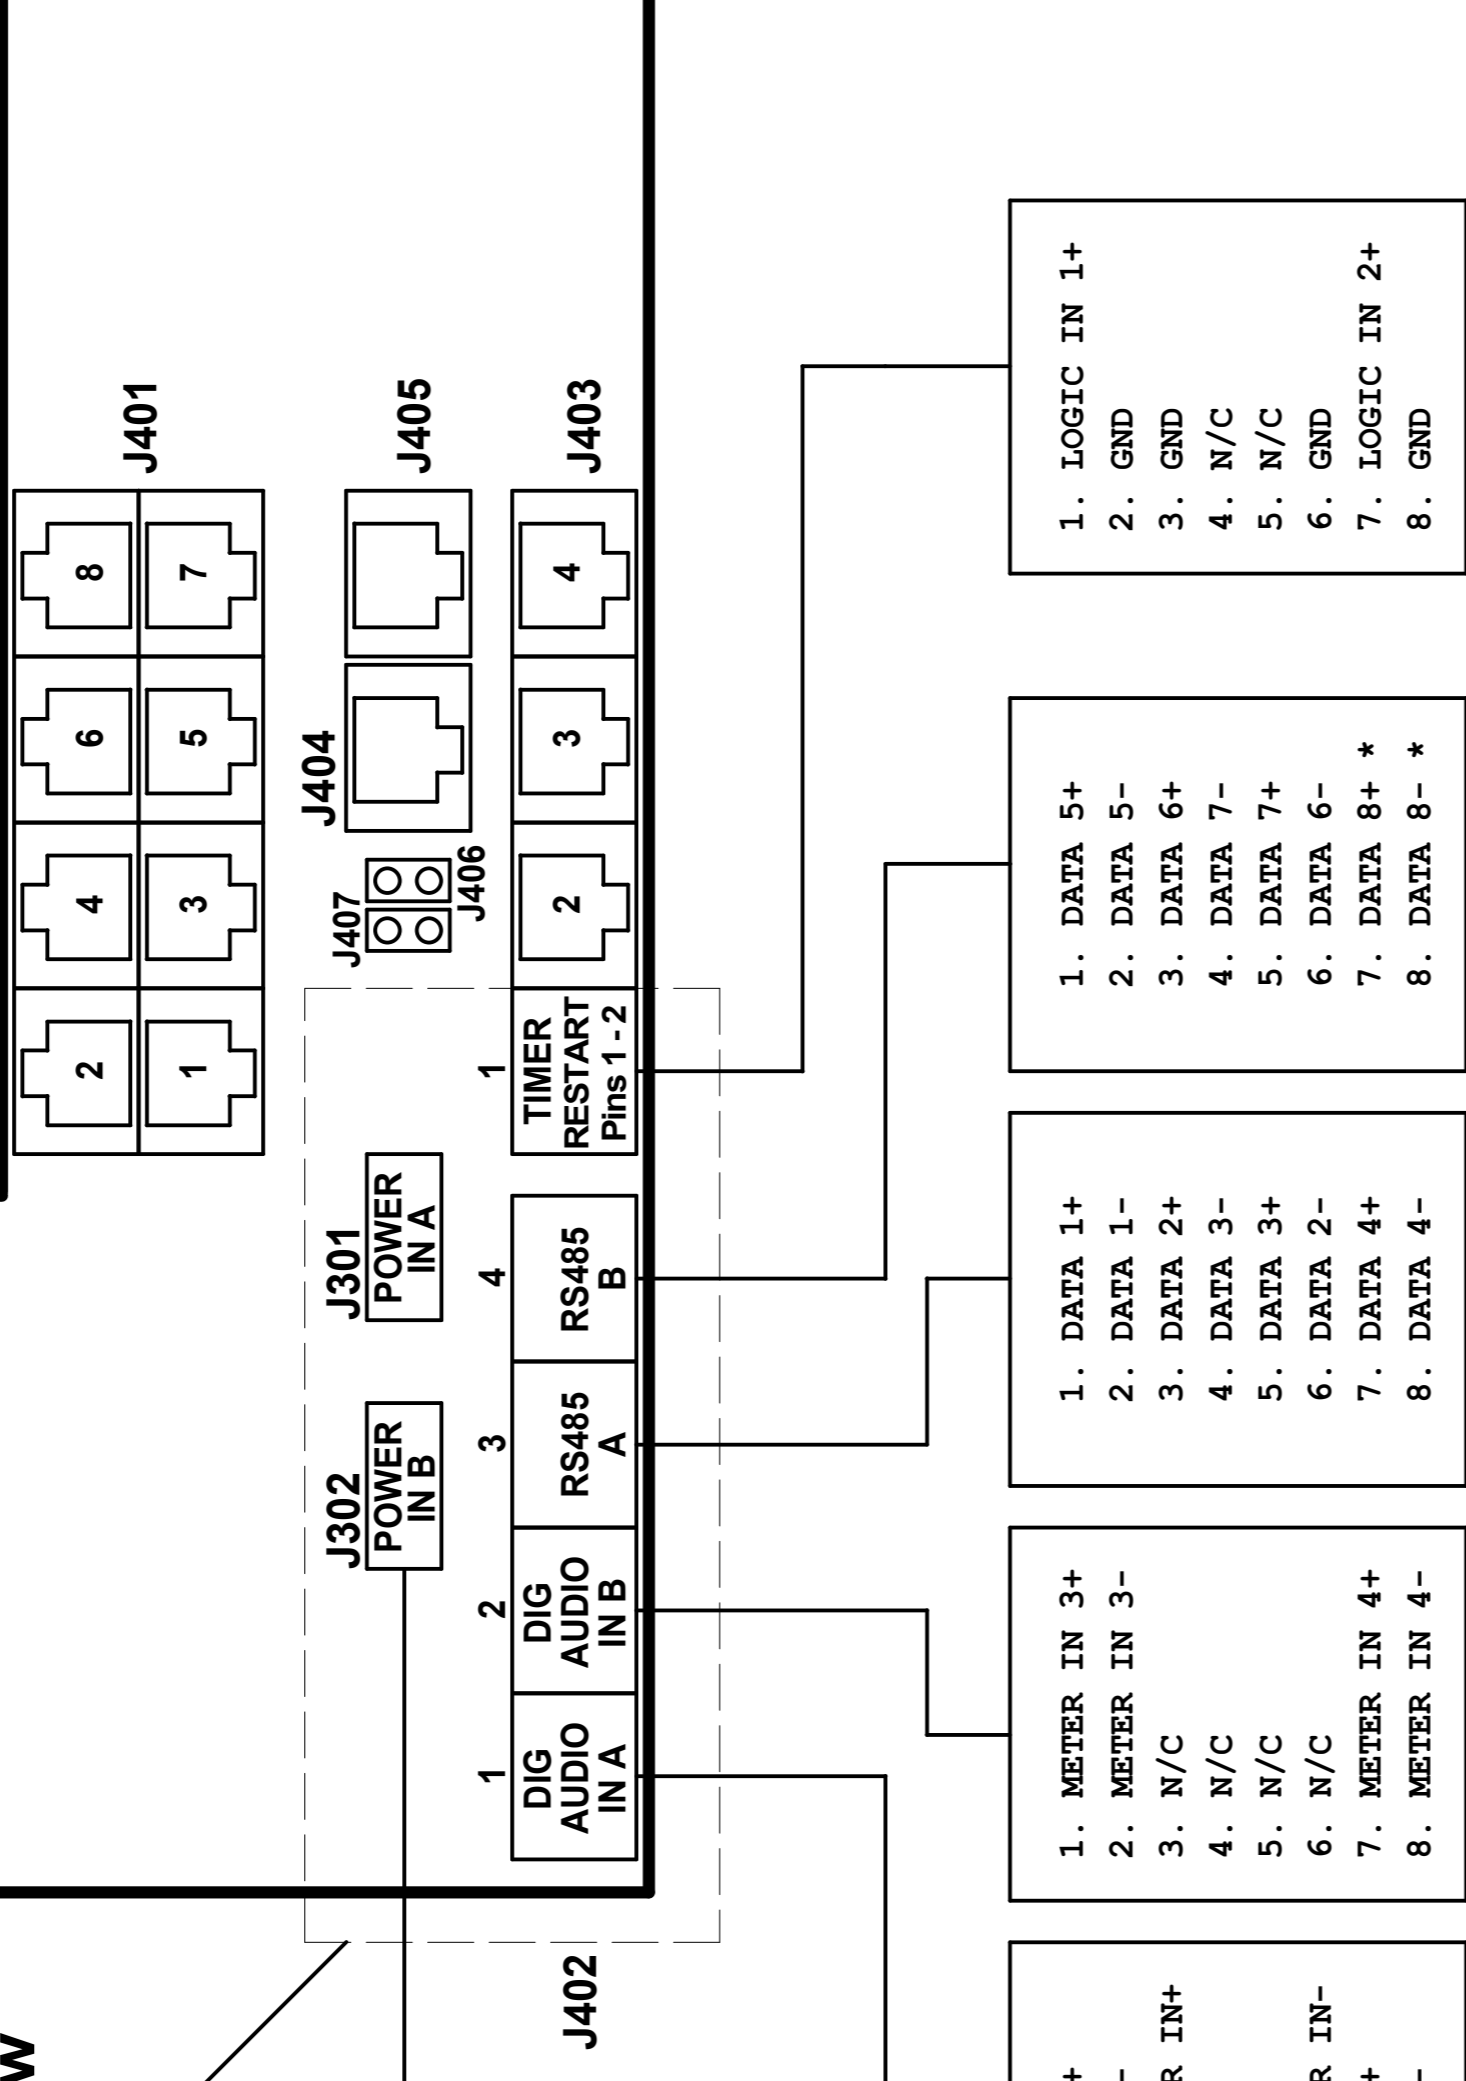 J401
8
6
4
2
7
5
3
1
J405
J404
J407
J406
J403
4
3
2
1
TIMER
RESTART
Pins 1 - 2
J301
POWER
IN A
J302
POWER
IN B
4
RS485
B
3
RS485
A
2
DIG
AUDIO
IN B
1
DIG
AUDIO
IN A
J402
W
1. LOGIC IN 1+
2. GND
3. GND
4. N/C
5. N/C
6. GND
7. LOGIC IN 2+
8. GND
1. DATA 5+
2. DATA 5-
3. DATA 6+
4. DATA 7-
5. DATA 7+
6. DATA 6-
7. DATA 8+ *
8. DATA 8- *
1. DATA 1+
2. DATA 1-
3. DATA 2+
4. DATA 3-
5. DATA 3+
6. DATA 2-
7. DATA 4+
8. DATA 4-
1. METER IN 3+
2. METER IN 3-
3. N/C
4. N/C
5. N/C
6. N/C
7. METER IN 4+
8. METER IN 4-
+
-
R IN+
R IN-
+
-